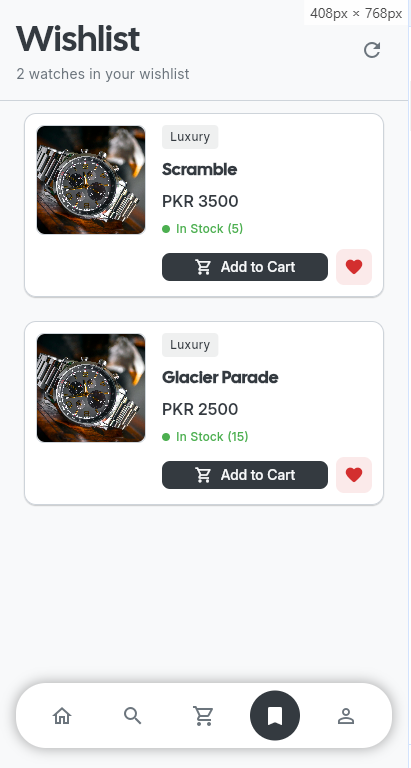 408px × 768px
Wishlist
2 watches in your wishlist
Luxury
Scramble
PKR 3500
In Stock (5)
Add to Cart
Luxury
Glacier Parade
PKR 2500
In Stock (15)
Add to Cart